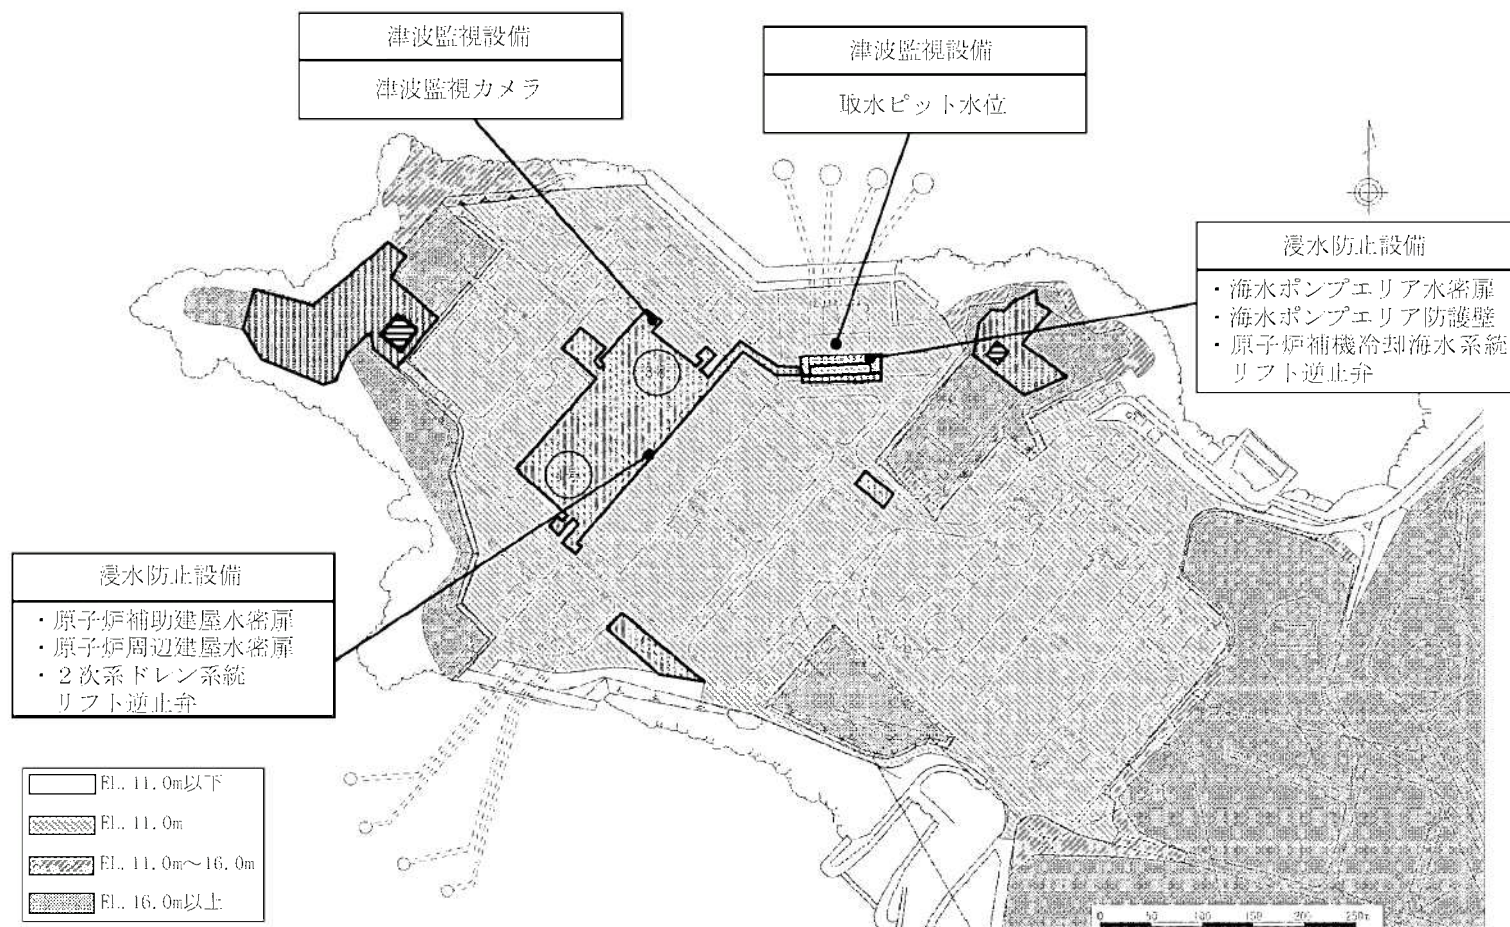 津波監視設備
津波監視カメラ
津波監視設備
取水ピット水位
浸水防止設備
・海水ポンプエリア水密扉
・海水ポンプエリア防護壁
・原子炉補機冷却海水系統
リフト逆止弁
浸水防止設備
・原子炉補助建屋水密扉
・原子炉周辺建屋水密扉
・２次系ドレン系統
リフト逆止弁
EL. 11.0m以下
EL. 11.0m
EL. 11.0m～16.0m
EL. 16.0m以上
0 50 100 150 200 250m